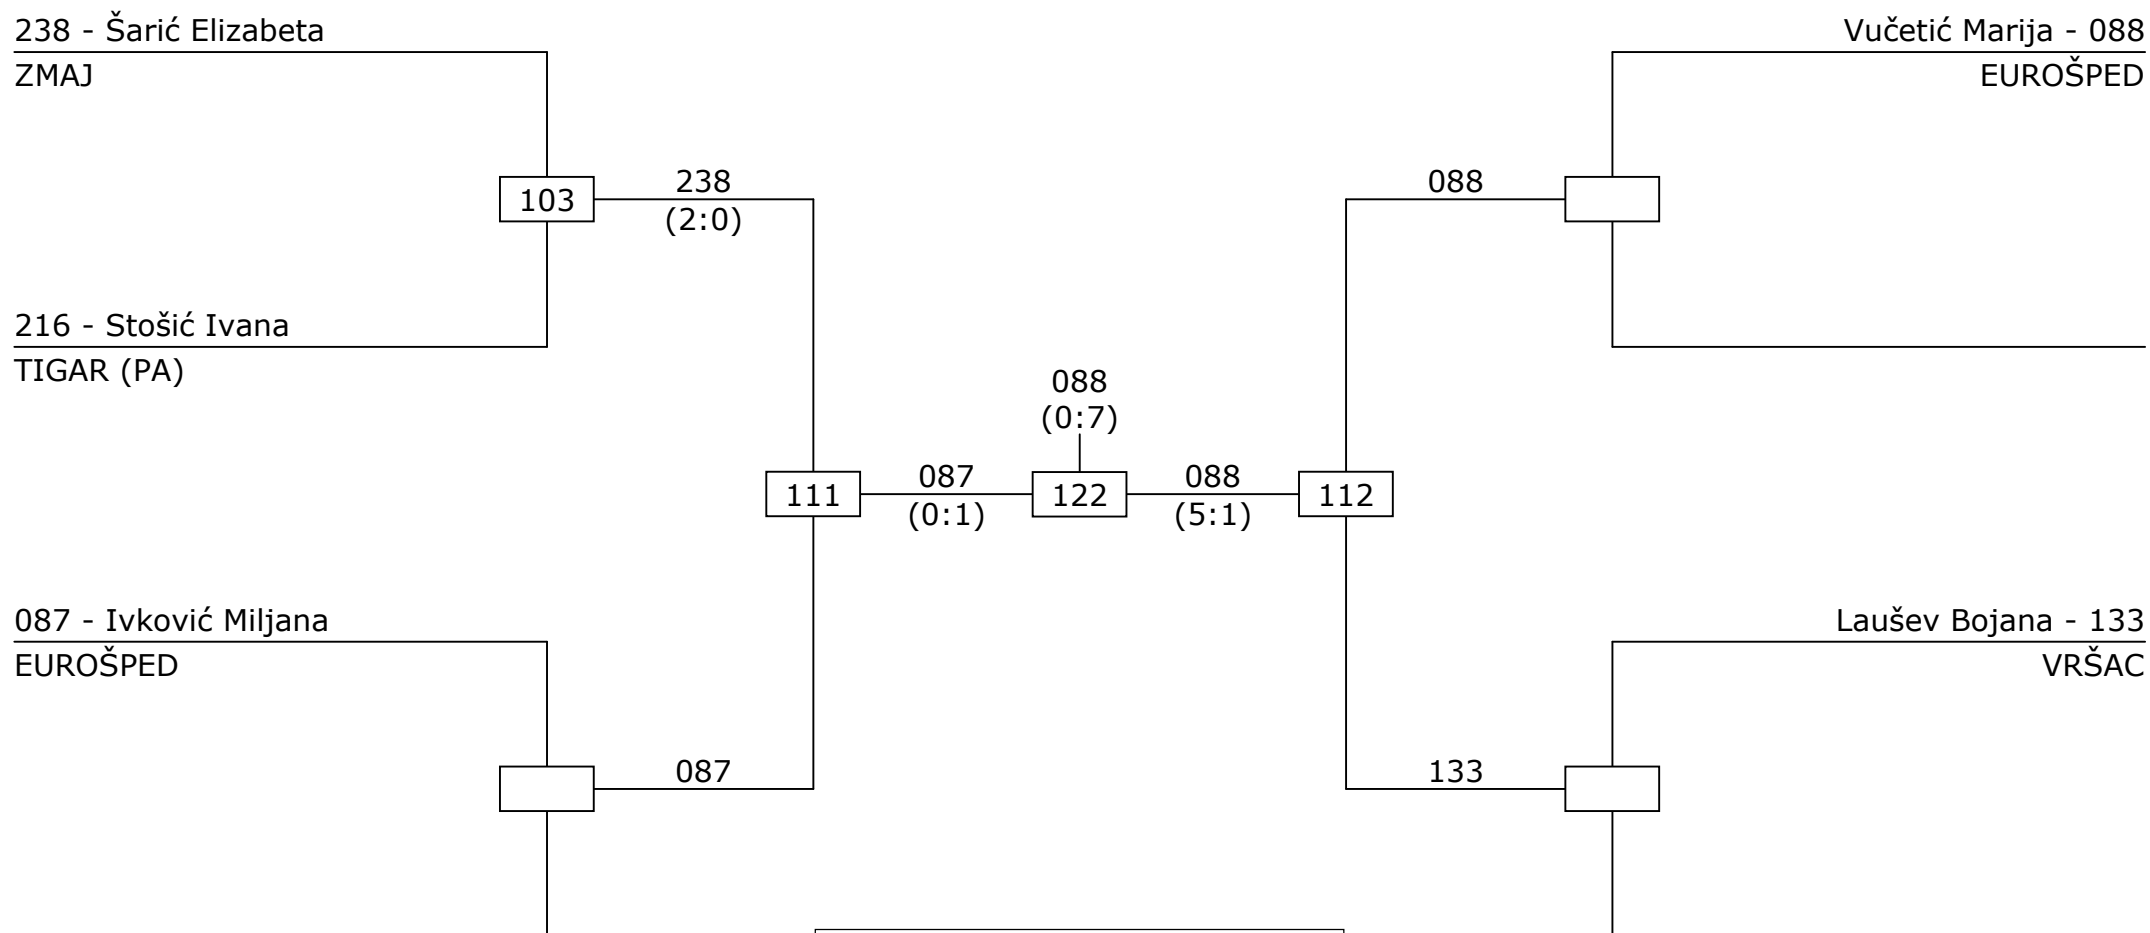 238 - Šarić Elizabeta
ZMAJ
Vučetić Marija - 088
EUROŠPED
103
238
(2:0)
088
216 - Stošić Ivana
TIGAR (PA)
088
(0:7)
111
087
(0:1)
122
088
(5:1)
112
087 - Ivković Miljana
EUROŠPED
Laušev Bojana - 133
VRŠAC
087
133